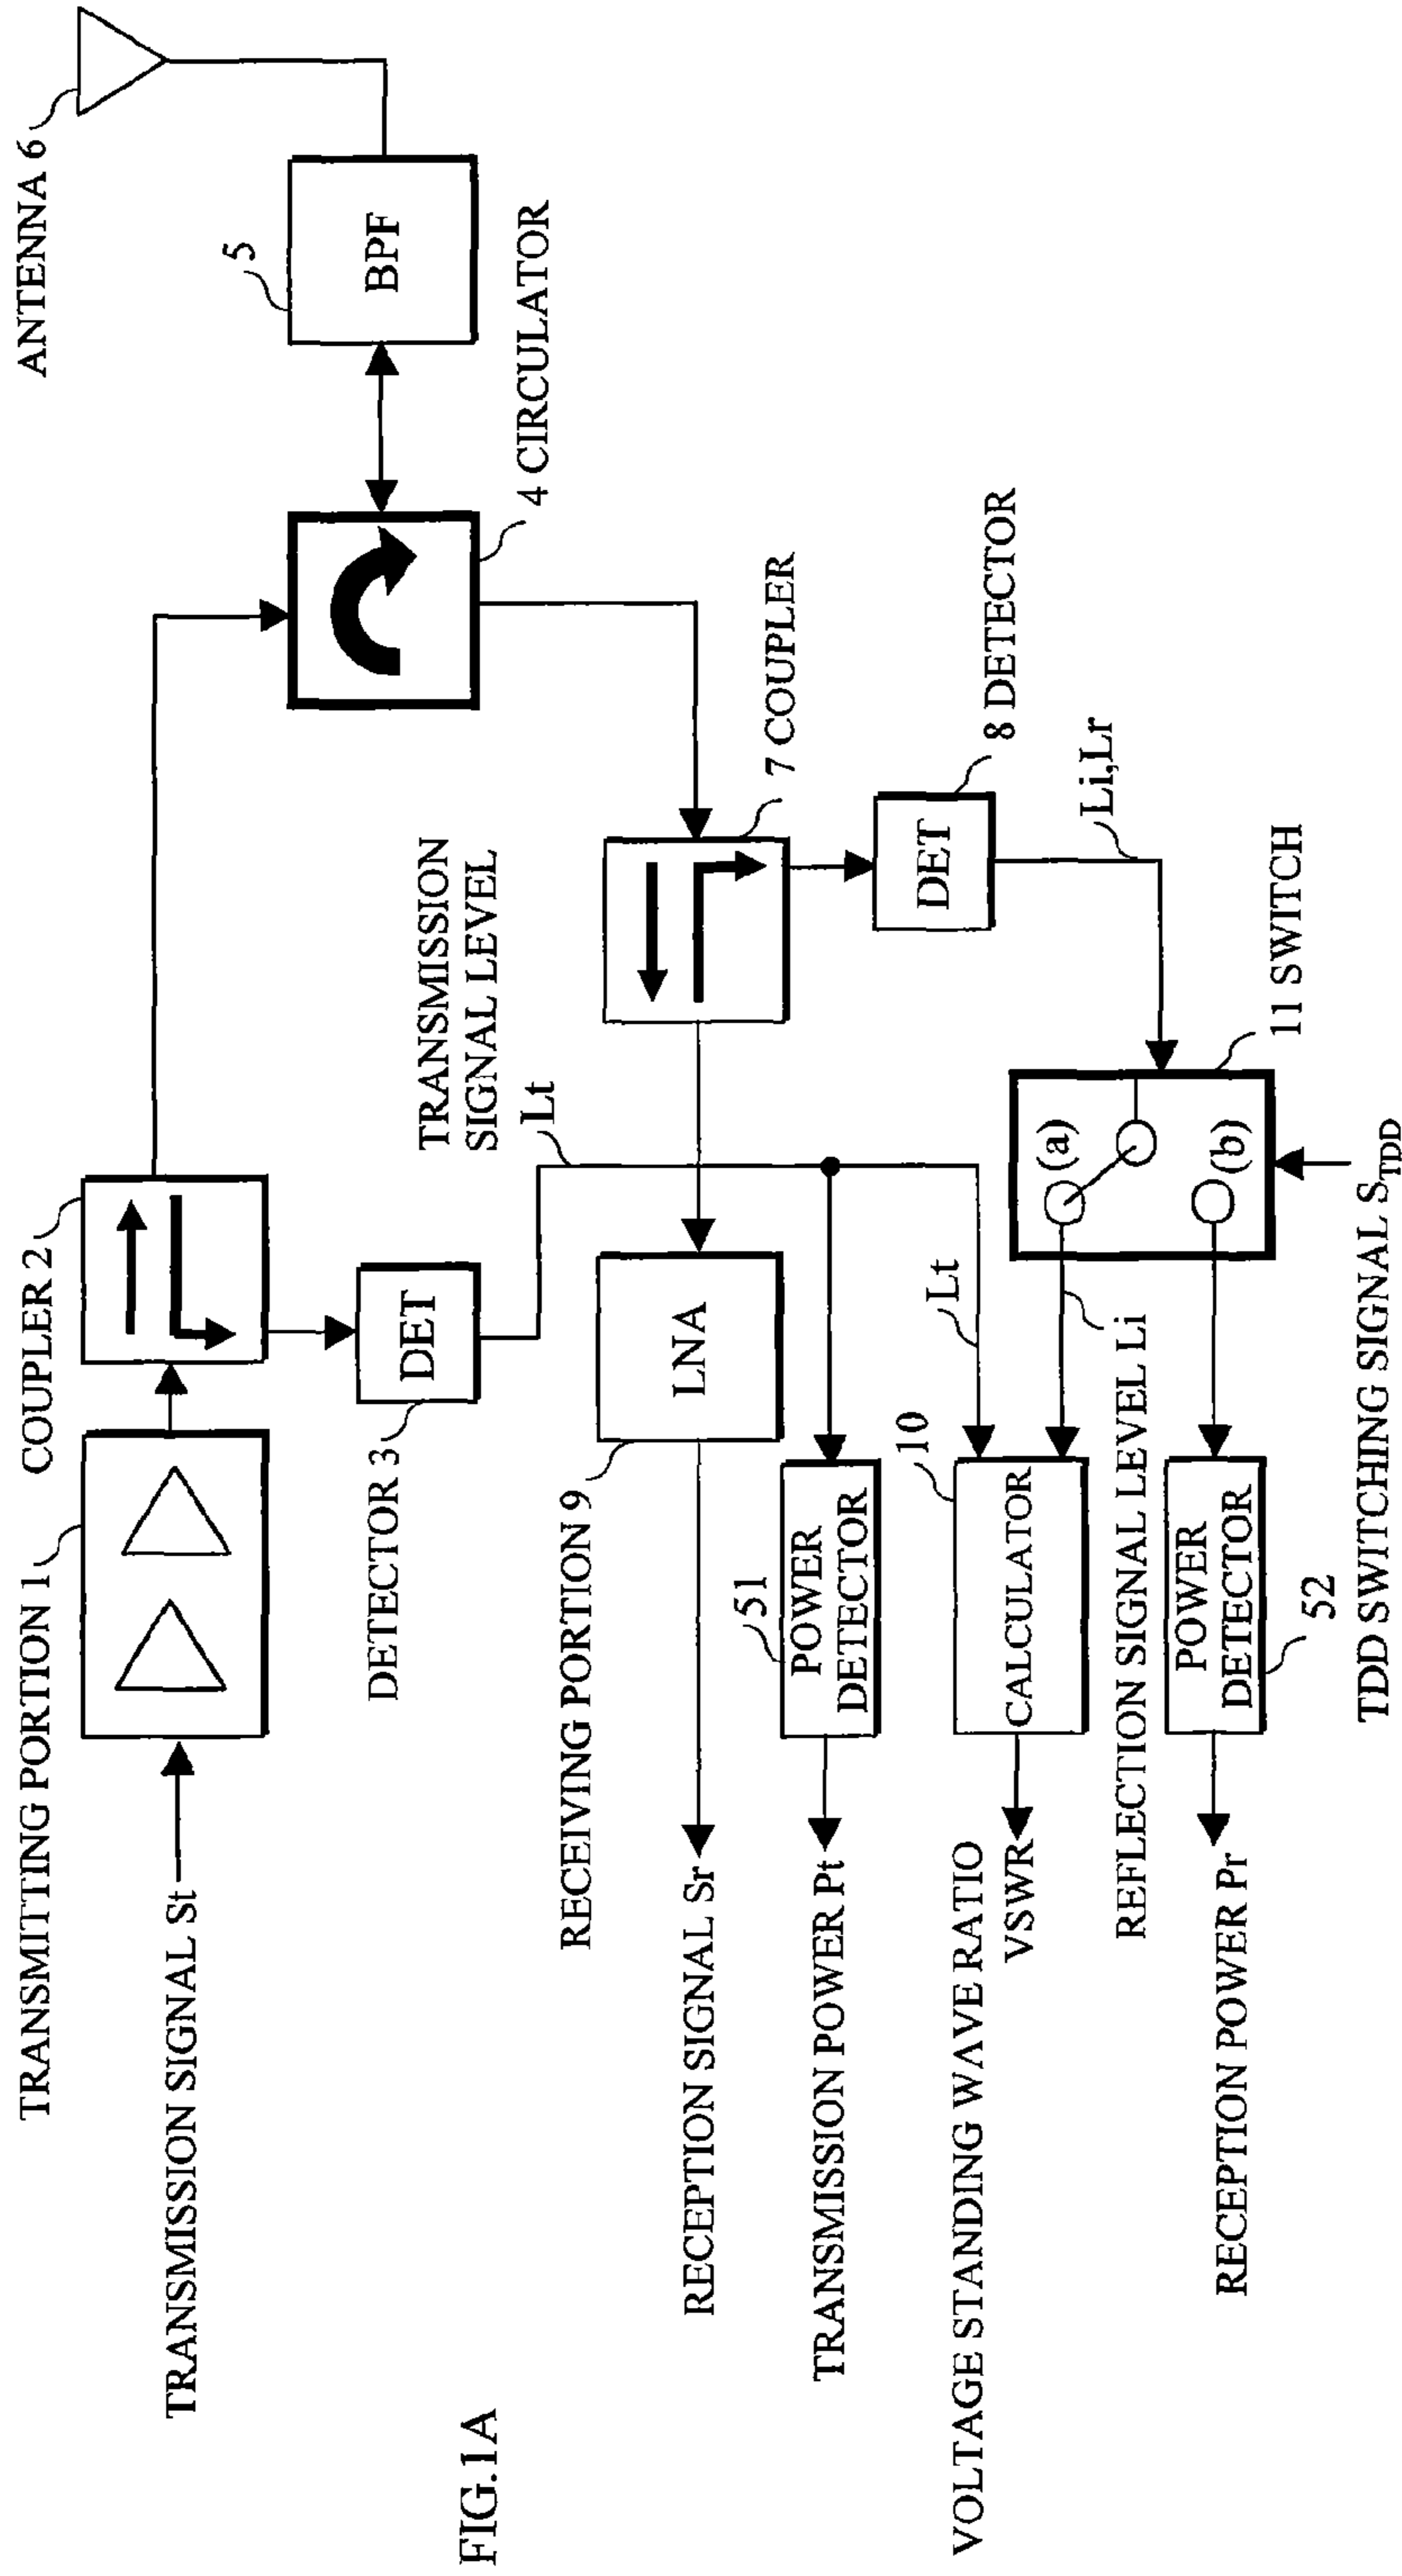 FIG.1A
TRANSMISSION SIGNAL St
TRANSMITTING PORTION 1
COUPLER 2
DETECTOR 3
DET
ANTENNA 6
5
BPF
4 CIRCULATOR
TRANSMISSION
SIGNAL LEVEL
Lt
7 COUPLER
8 DETECTOR
DET
Li,Lr
11 SWITCH
(a)
(b)
TDD SWITCHING SIGNAL STDD
RECEIVING PORTION 9
LNA
RECEPTION SIGNAL Sr
51
POWER
DETECTOR
TRANSMISSION POWER Pt
Lt
10
CALCULATOR
VOLTAGE STANDING WAVE RATIO
VSWR
REFLECTION SIGNAL LEVEL Li
POWER
DETECTOR
52
RECEPTION POWER Pr